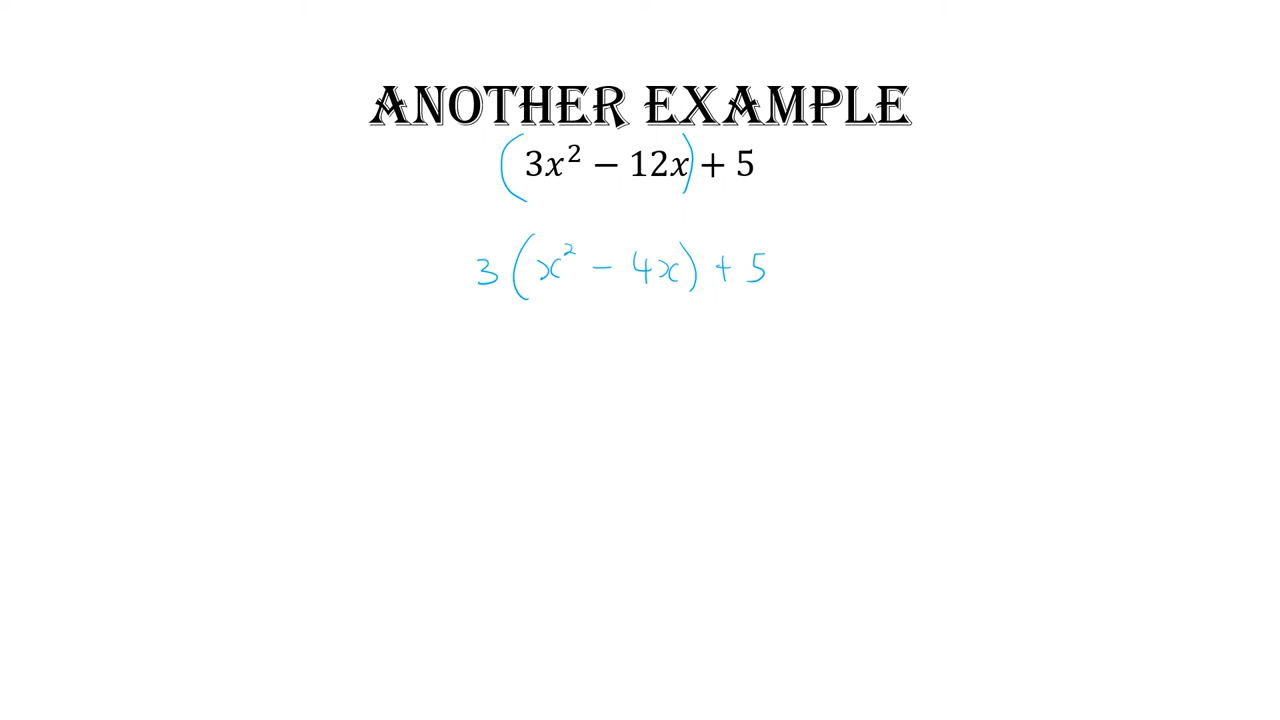 ANOTHER EXAMPLE
(3x² − 12x) + 5
3(x² − 4x) + 5